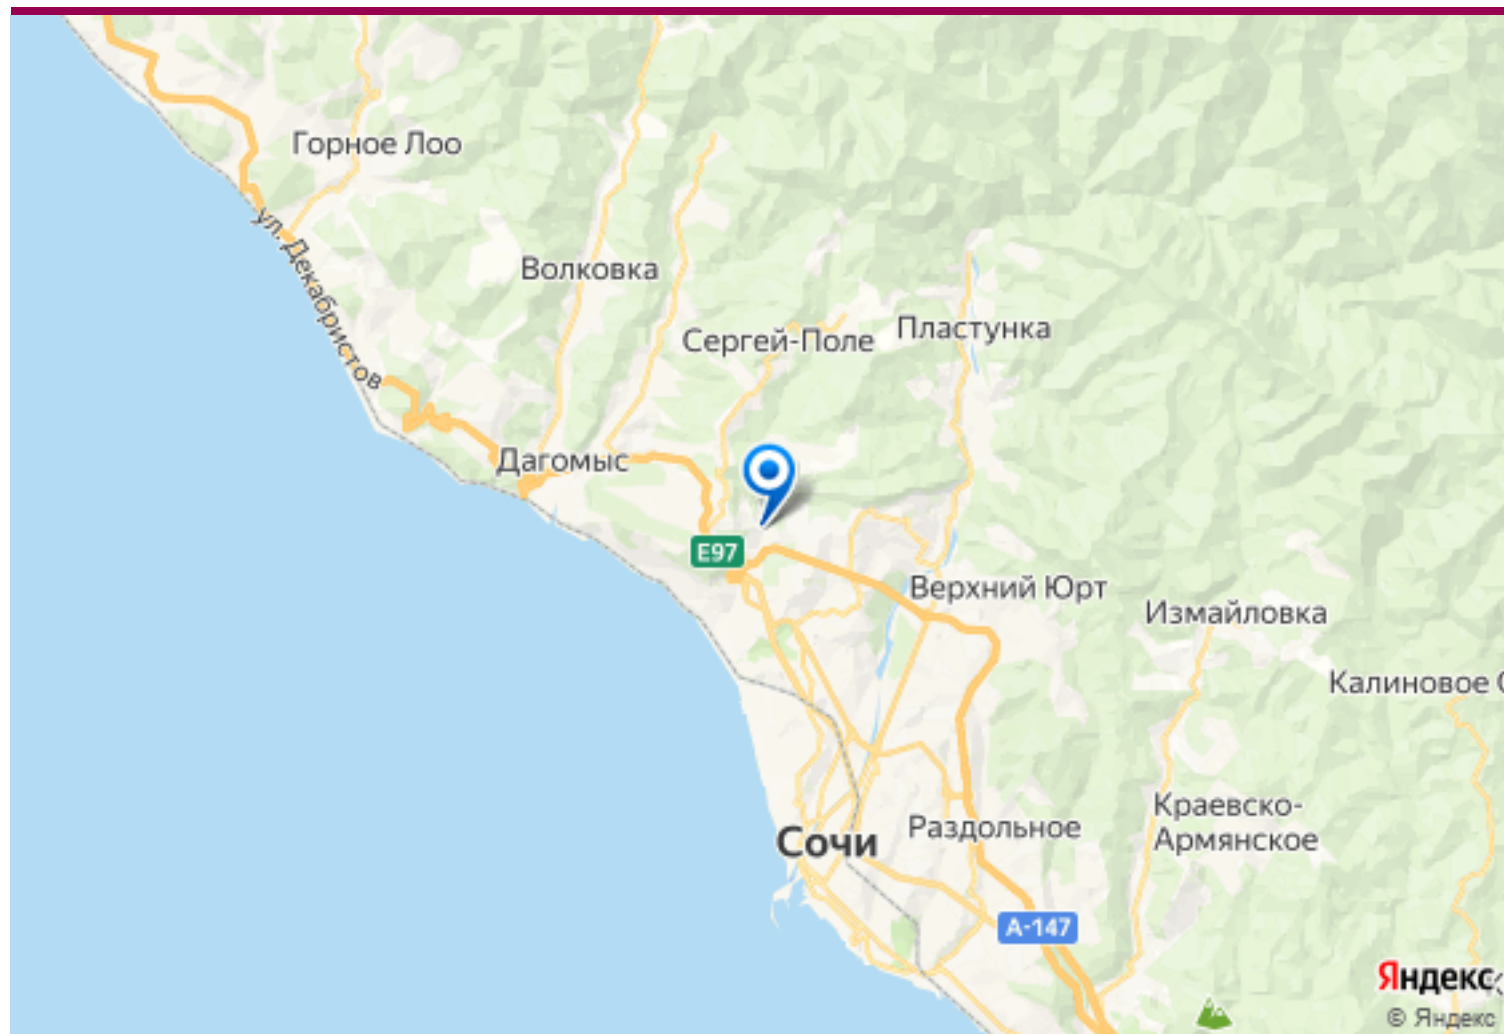 Горное Лоо
ул. Декабристов
Волковка
Сергей-Поле
Пластунка
Дагомыс
E97
Верхний Юрт
Измайловка
Калиновое
Краевско-
Армянское
Раздольное
Сочи
А-147
Яндекс
© Яндекс